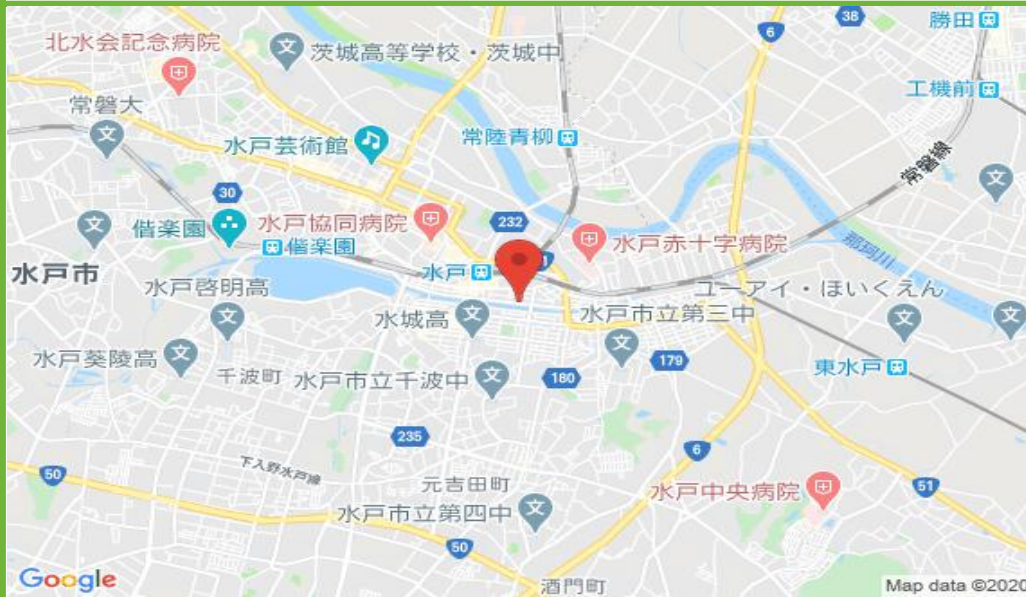 38
勝田
6
北水会記念病院
茨城高等学校・茨城中
工機前
常磐大
水戸芸術館
常陸青柳
常磐線
30
偕楽園
水戸協同病院
232
水戸赤十字病院
偕楽園
那珂川
水戸市
水戸
1
水戸啓明高
ユーアイ・ほいくえん
水城高
水戸市立第三中
水戸葵陵高
千波町
水戸市立千波中
180
179
東水戸
235
6
50
下入野水戸線
元吉田町
水戸中央病院
51
水戸市立第四中
50
Google
酒門町
Map data ©2020